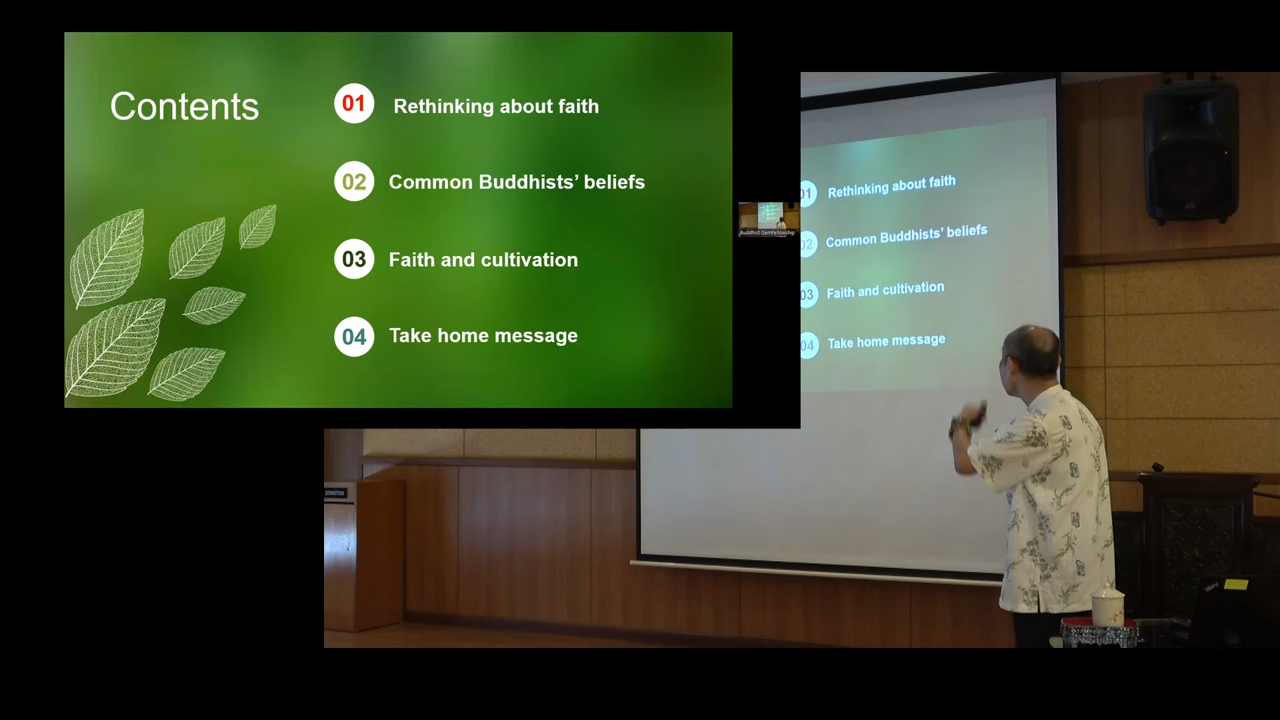 Contents
01 Rethinking about faith
02 Common Buddhists’ beliefs
03 Faith and cultivation
04 Take home message
Buddhist GemFellowship
01 Rethinking about faith
02 Common Buddhists’ beliefs
03 Faith and cultivation
04 Take home message